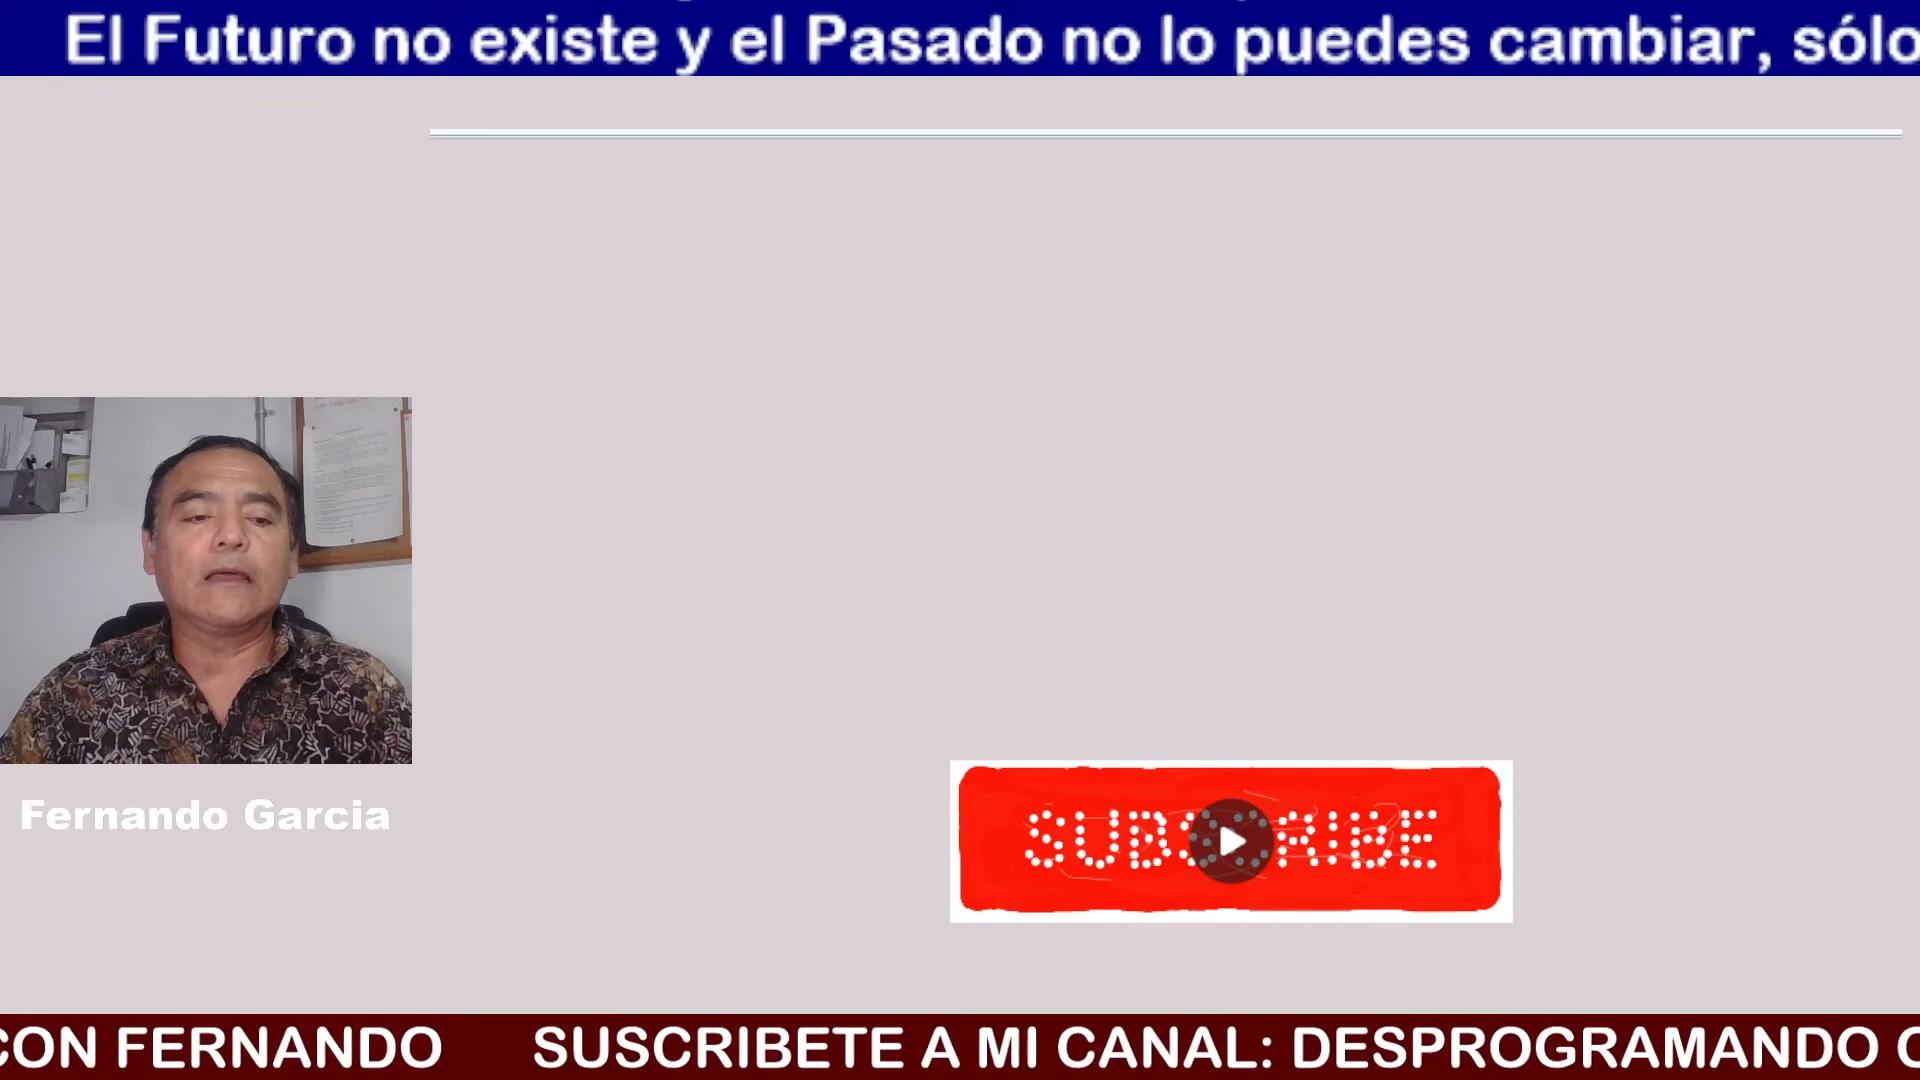 El Futuro no existe y el Pasado no lo puedes cambiar, sólo
Fernando Garcia
SUBSCRIBE
CON FERNANDO SUSCRIBETE A MI CANAL: DESPROGRAMANDO C